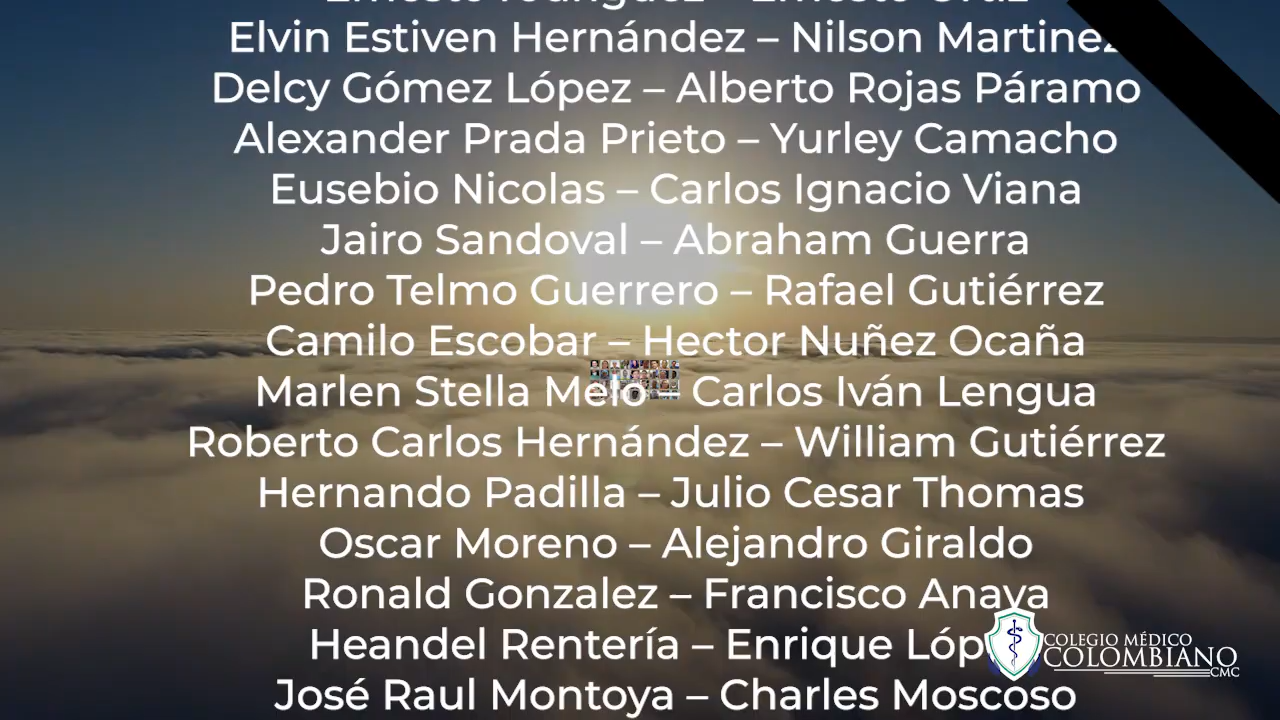 Elvin Estiven Hernández – Nilson Martinez
Delcy Gómez López – Alberto Rojas Páramo
Alexander Prada Prieto – Yurley Camacho
Eusebio Nicolas – Carlos Ignacio Viana
Jairo Sandoval – Abraham Guerra
Pedro Telmo Guerrero – Rafael Gutiérrez
Camilo Escobar – Hector Nuñez Ocaña
Marlen Stella Melo – Carlos Iván Lengua
Roberto Carlos Hernández – William Gutiérrez
Hernando Padilla – Julio Cesar Thomas
Oscar Moreno – Alejandro Giraldo
Ronald Gonzalez – Francisco Anaya
Heandel Rentería – Enrique
José Raul Montoya – Charles Moscoso
COLEGIO MÉDICO
COLOMBIANO
CMC